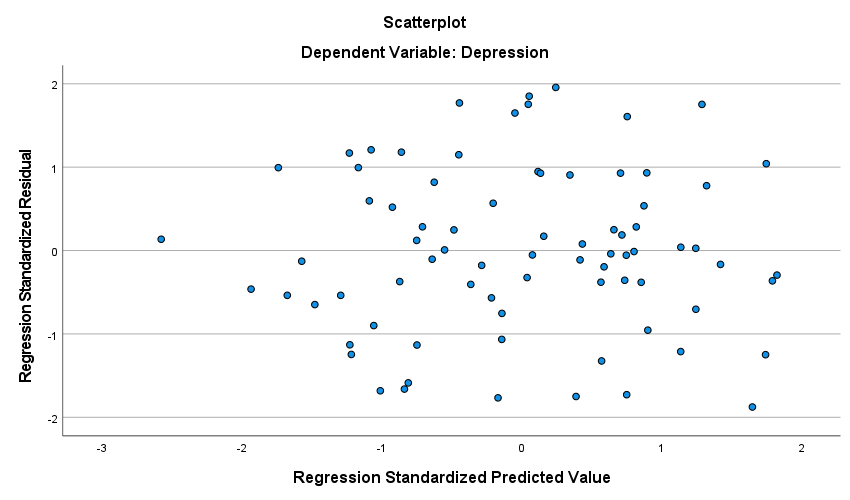 Scatterplot
Dependent Variable: Depression
Regression Standardized Residual
2
1
0
-1
-2
-3 -2 -1 0 1 2
Regression Standardized Predicted Value